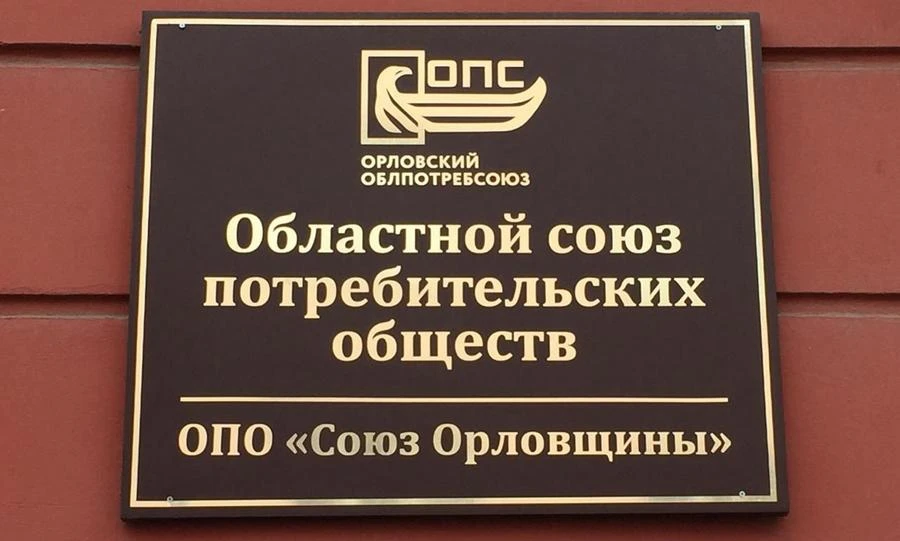 ОПС
ОРЛОВСКИЙ
ОБЛПОТРЕБСОЮЗ
Областной союз
потребительских
обществ
ОПО «Союз Орловщины»